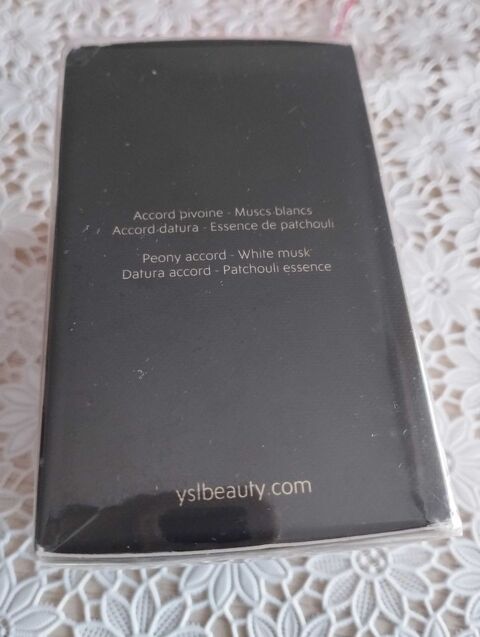 Accord pivoine - Muscs blancs
Accord datura - Essence de patchouli
Peony accord - White musk
Datura accord - Patchouli essence
yslbeauty.com